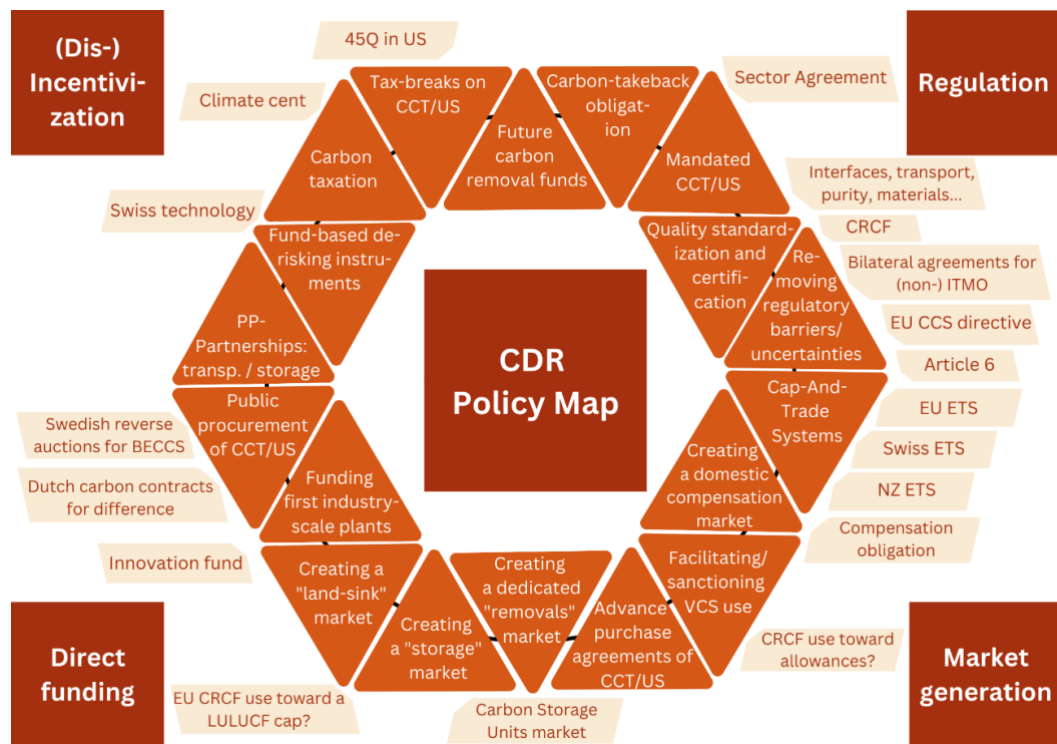 (Dis-)
Incentivi-
zation
45Q in US
Climate cent
Tax-breaks on
CCT/US
Carbon-takeback
obligat-
ion
Sector Agreement
Regulation
Carbon
taxation
Future
carbon
removal funds
Mandated
CCT/US
Interfaces, transport,
purity, materials...
Swiss technology
Fund-based de-
risking instru-
ments
Quality standard-
ization and
certifi-
cation
CRCF
Re-
moving
regulatory
barriers/
uncertainties
Bilateral agreements for
(non-) ITMO
EU CCS directive
Article 6
PP-
Partnerships:
transp. / storage
CDR
Policy Map
Public
procurement
of CCT/US
Cap-And-
Trade
Systems
EU ETS
Swiss ETS
NZ ETS
Swedish reverse
auctions for BECCS
Dutch carbon contracts
for difference
Funding
first industry-
scale plants
Creating
a domestic
compensation
market
Compensation
obligation
Innovation fund
Creating a
"land-sink"
market
Creating
a "storage"
market
Creating
a dedicated
"removals"
market
Advance
purchase
agreements of
CCT/US
Facilitating/
sanctioning
VCS use
Direct
funding
EU CRCF use toward a
LULUCF cap?
Carbon Storage
Units market
CRCF use toward
allowances?
Market
generation